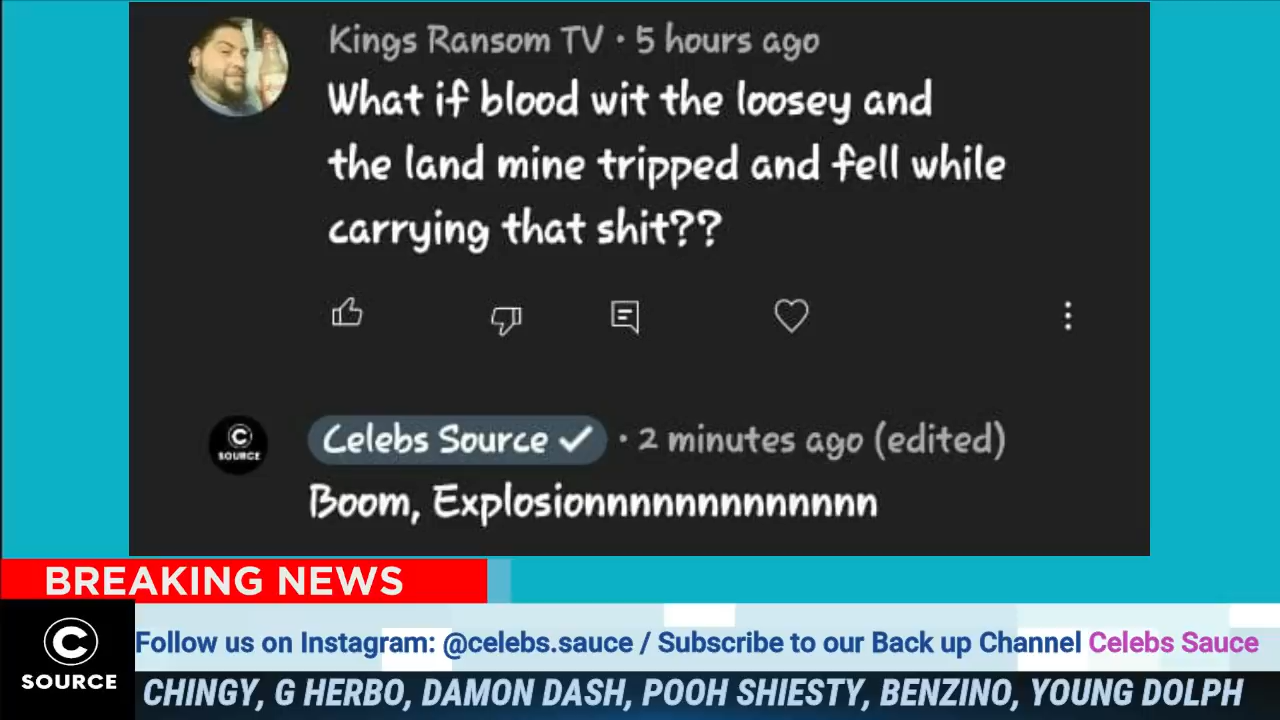 Kings Ransom TV · 5 hours ago
What if blood wit the loosey and
the land mine tripped and fell while
carrying that shit??
C
SOURCE
Celebs Source ✓ · 2 minutes ago (edited)
Boom, Explosionnnnnnnnnnnnnn
BREAKING NEWS
C
SOURCE
Follow us on Instagram: @celebs.sauce / Subscribe to our Back up Channel Celebs Sauce
CHINGY, G HERBO, DAMON DASH, POOH SHIESTY, BENZINO, YOUNG DOLPH